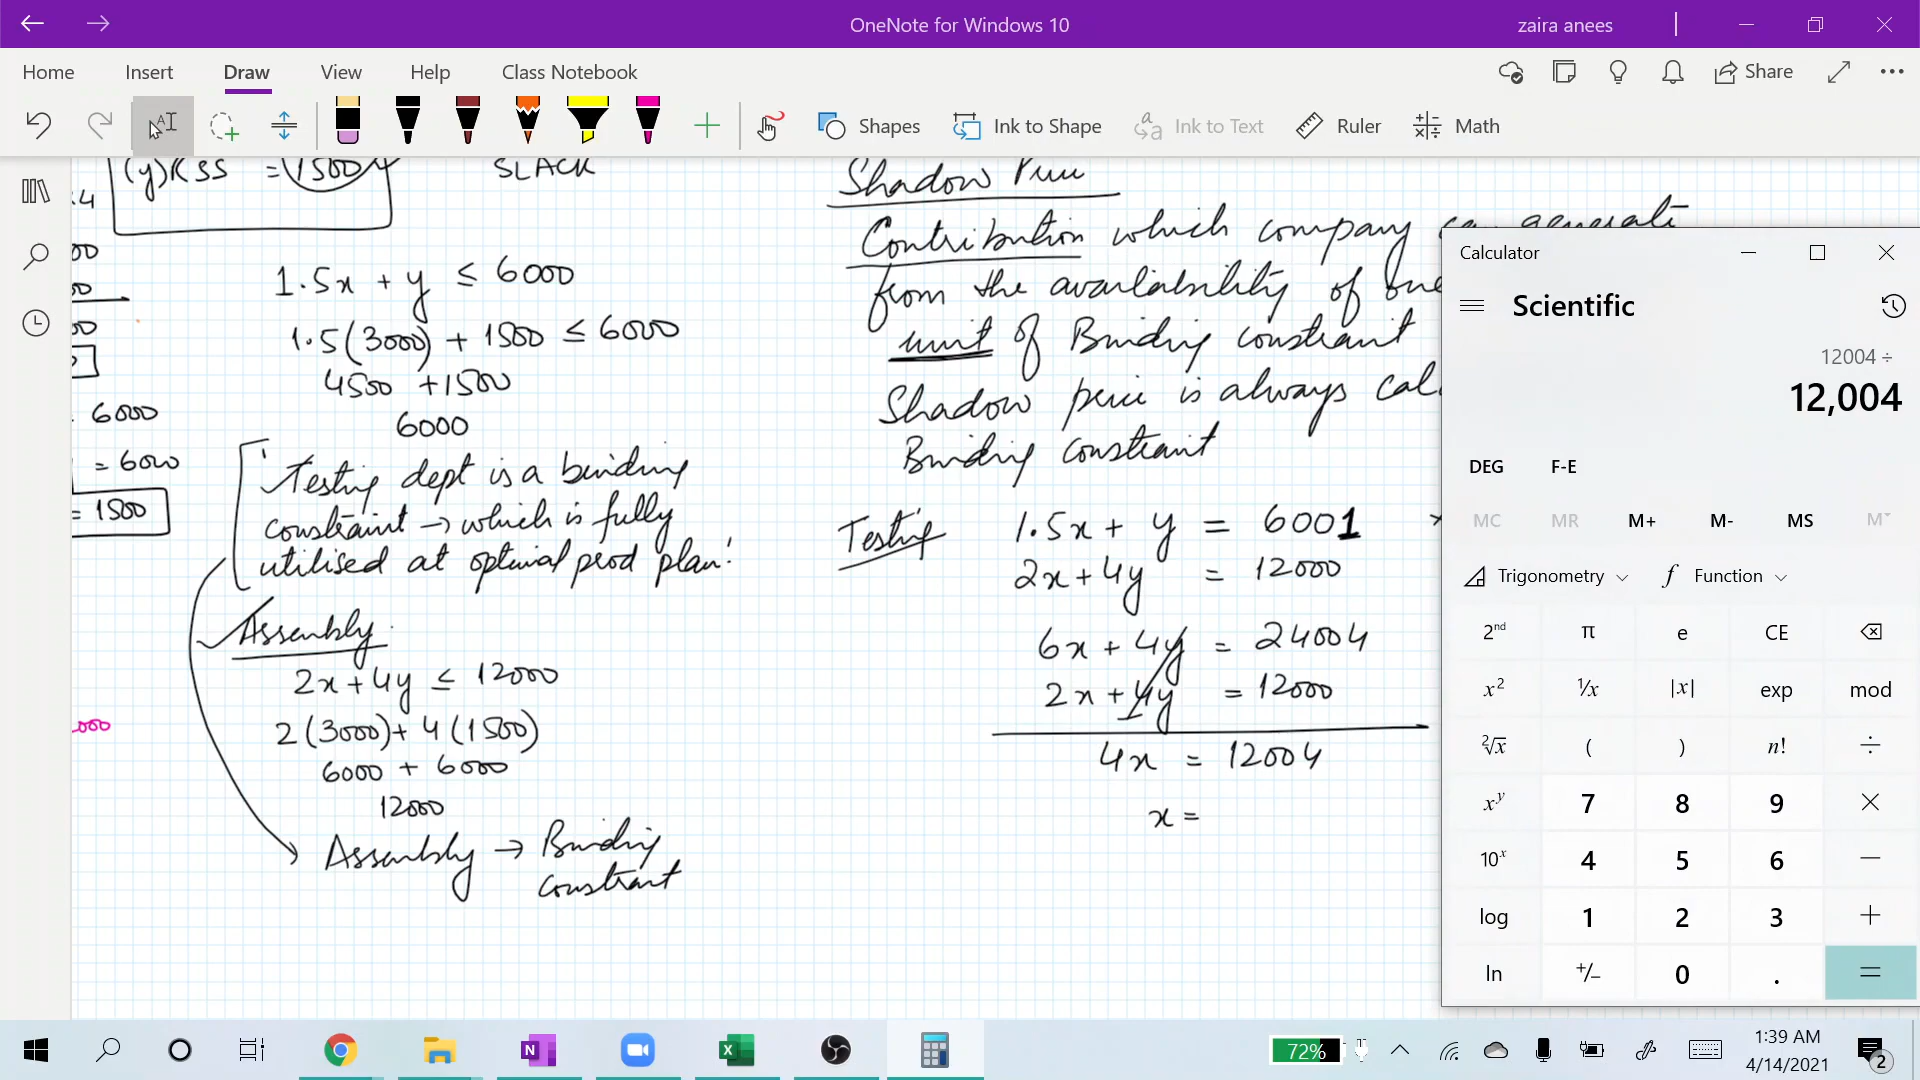 OneNote for Windows 10
zaira anees
Home Insert Draw View Help Class Notebook
Share
Shapes Ink to Shape Ink to Text Ruler Math
(y)KSS = 1500
SLACK
1.5x + y ≤ 6000
1.5(3000) + 1500 ≤ 6000
4500 + 1500
6000
6000
= 6000
= 1500
Testing dept is a binding
constraint → which is fully
utilised at optimal prod plan!
Assembly
2x + 4y ≤ 12000
2(3000) + 4(1500)
6000 + 6000
12000
Assembly → Binding
constraint
Shadow Price
Contribution which company can generate
from the availability of one
unit of Binding constraint
Shadow price is always cal
Binding constraint
Testing 1.5x + y = 6001
2x + 4y = 12000
6x + 4y = 24004
2x + 4y = 12000
4x = 12004
x =
Calculator
Scientific
12004 ÷
12,004
DEG F-E
MC MR M+ M- MS M˅
Trigonometry f Function
2nd π e CE
x² ¹/x |x| exp mod
²√x ( ) n! ÷
xʸ 7 8 9 ×
10ˣ 4 5 6 −
log 1 2 3 +
ln +/− 0 . =
72%
1:39 AM
4/14/2021
2